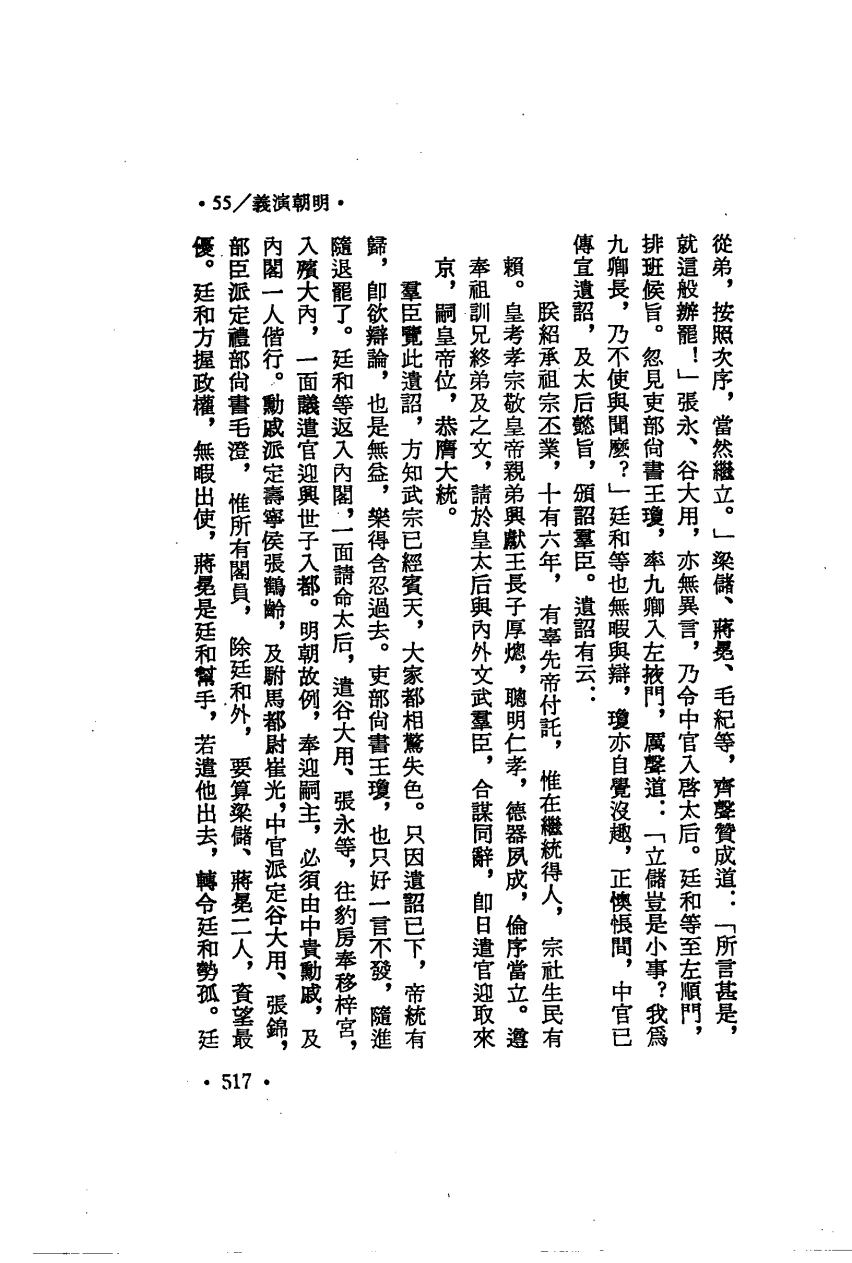 •明朝演義/55•
從弟，按照次序，當然繼立。」梁儲、蔣冕、毛紀等，齊聲贊成道：「所言甚是，
就這般辦罷！」張永、谷大用，亦無異言，乃令中官入啓太后。廷和等至左順門，
排班候旨。忽見吏部尙書王瓊，率九卿入左掖門，厲聲道：「立儲豈是小事？我爲
九卿長，乃不使與聞麼？」廷和等也無暇與辯，瓊亦自覺沒趣，正懊悵間，中官已
傳宣遺詔，及太后懿旨，頒詔羣臣。遺詔有云：
朕紹承祖宗丕業，十有六年，有辜先帝付託，惟在繼統得人，宗社生民有
賴。皇考孝宗敬皇帝親弟興獻王長子厚熜，聰明仁孝，德器夙成，倫序當立。遵
奉祖訓兄終弟及之文，請於皇太后與內外文武羣臣，合謀同辭，卽日遣官迎取來
京，嗣皇帝位，恭膺大統。
羣臣覽此遺詔，方知武宗已經賓天，大家都相驚失色。只因遺詔已下，帝統有
歸，卽欲辯論，也是無益，樂得含忍過去。吏部尙書王瓊，也只好一言不發，隨進
隨退罷了。廷和等返入內閣，一面請命太后，遣谷大用、張永等，往豹房奉移梓宮，
入殯大內，一面議遣官迎興世子入都。明朝故例，奉迎嗣主，必須由中貴勳戚，及
內閣一人偕行。勳戚派定壽寧侯張鶴齡，及駙馬都尉崔光，中官派定谷大用、張錦，
部臣派定禮部尙書毛澄，惟所有閣員，除廷和外，要算梁儲、蔣冕二人，資望最
優。廷和方握政權，無暇出使，蔣冕是廷和幫手，若遣他出去，轉令廷和勢孤。廷
•517•